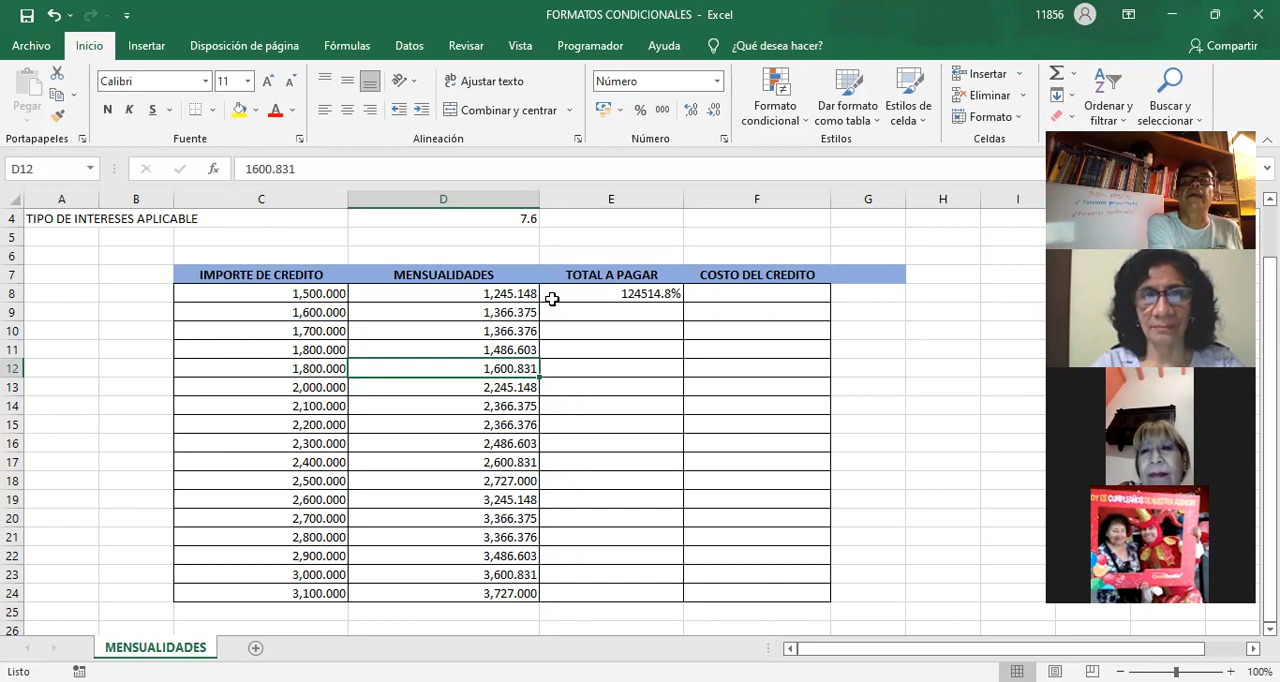 FORMATOS CONDICIONALES - Excel
11856
Archivo Inicio Insertar Disposición de página Fórmulas Datos Revisar Vista Programador Ayuda ¿Qué desea hacer? Compartir
Pegar
Calibri 11
N K S
Ajustar texto
Combinar y centrar
Número
% 000
Formato condicional
Dar formato como tabla
Estilos de celda
Insertar
Eliminar
Formato
Ordenar y filtrar
Buscar y seleccionar
Portapapeles Fuente Alineación Número Estilos Celdas
D12 fx 1600.831
A B C D E F G H I
4 TIPO DE INTERESES APLICABLE 7.6
5
6
7 IMPORTE DE CREDITO MENSUALIDADES TOTAL A PAGAR COSTO DEL CREDITO
8 1,500.000 1,245.148 124514.8%
9 1,600.000 1,366.375
10 1,700.000 1,366.376
11 1,800.000 1,486.603
12 1,800.000 1,600.831
13 2,000.000 2,245.148
14 2,100.000 2,366.375
15 2,200.000 2,366.376
16 2,300.000 2,486.603
17 2,400.000 2,600.831
18 2,500.000 2,727.000
19 2,600.000 3,245.148
20 2,700.000 3,366.375
21 2,800.000 3,366.376
22 2,900.000 3,486.603
23 3,000.000 3,600.831
24 3,100.000 3,727.000
25
26
MENSUALIDADES
Listo
100%